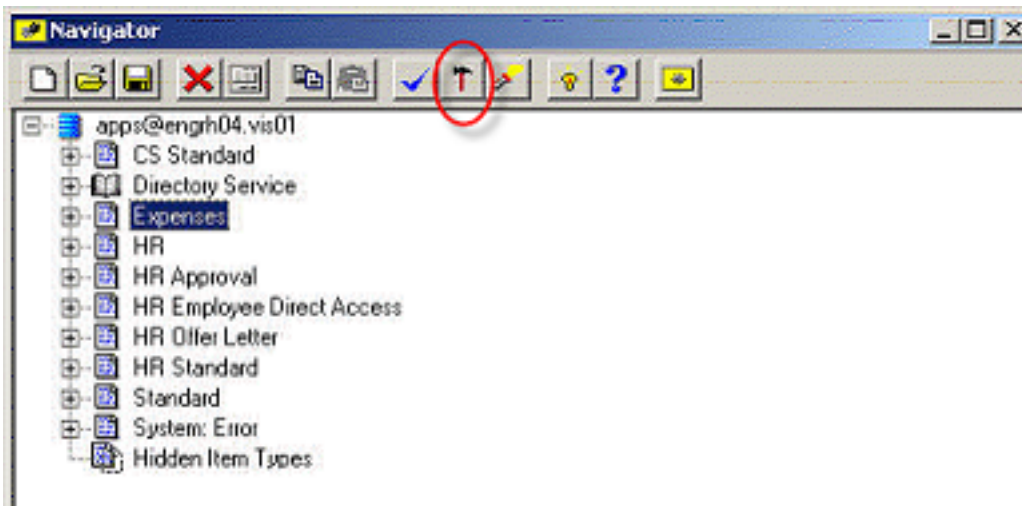 Navigator
apps@engrh04.vis01
CS Standard
Directory Service
Expenses
HR
HR Approval
HR Employee Direct Access
HR Offer Letter
HR Standard
Standard
System: Error
Hidden Item Types